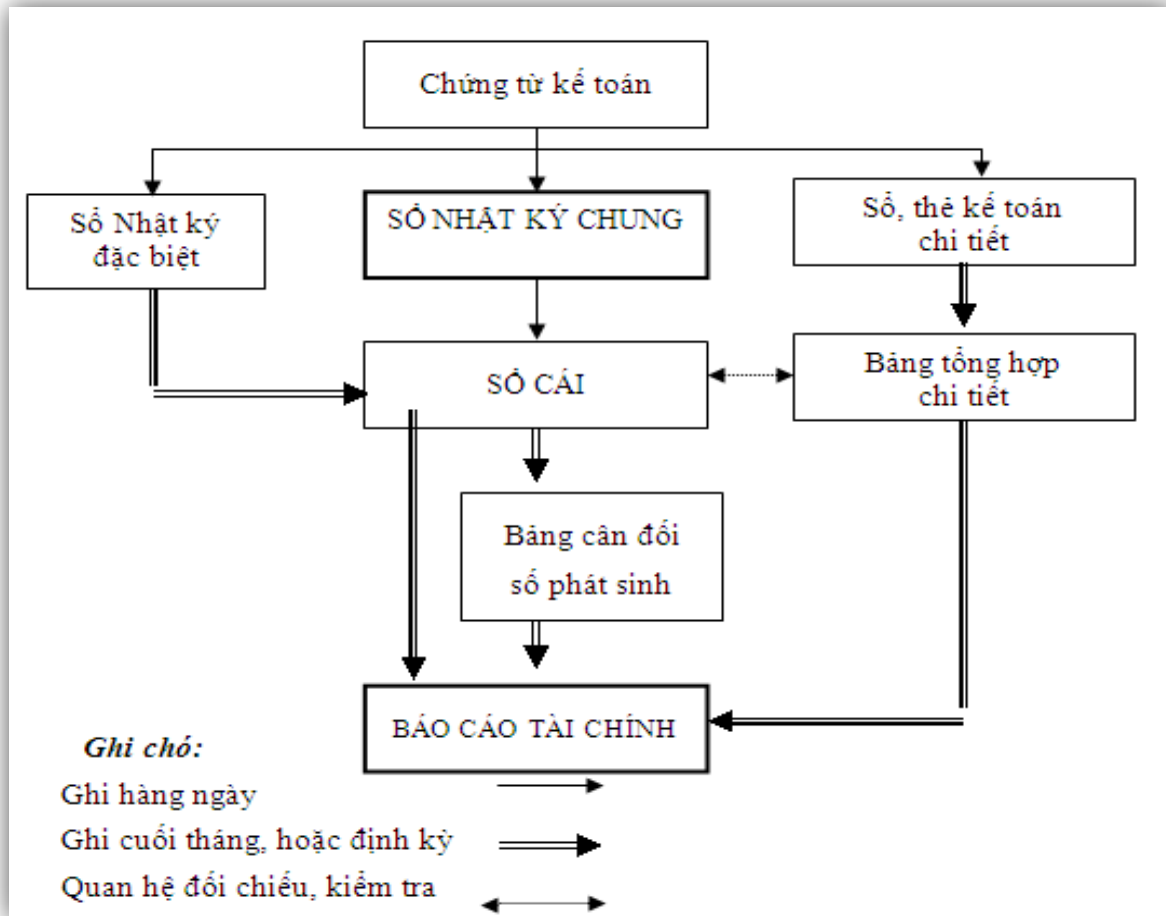 Chứng từ kế toán
Sổ Nhật ký
đặc biệt
SỔ NHẬT KÝ CHUNG
Sổ, thẻ kế toán
chi tiết
SỔ CÁI
Bảng tổng hợp
chi tiết
Bảng cân đối
số phát sinh
BÁO CÁO TÀI CHÍNH
Ghi chó:
Ghi hàng ngày
Ghi cuối tháng, hoặc định kỳ
Quan hệ đối chiếu, kiểm tra